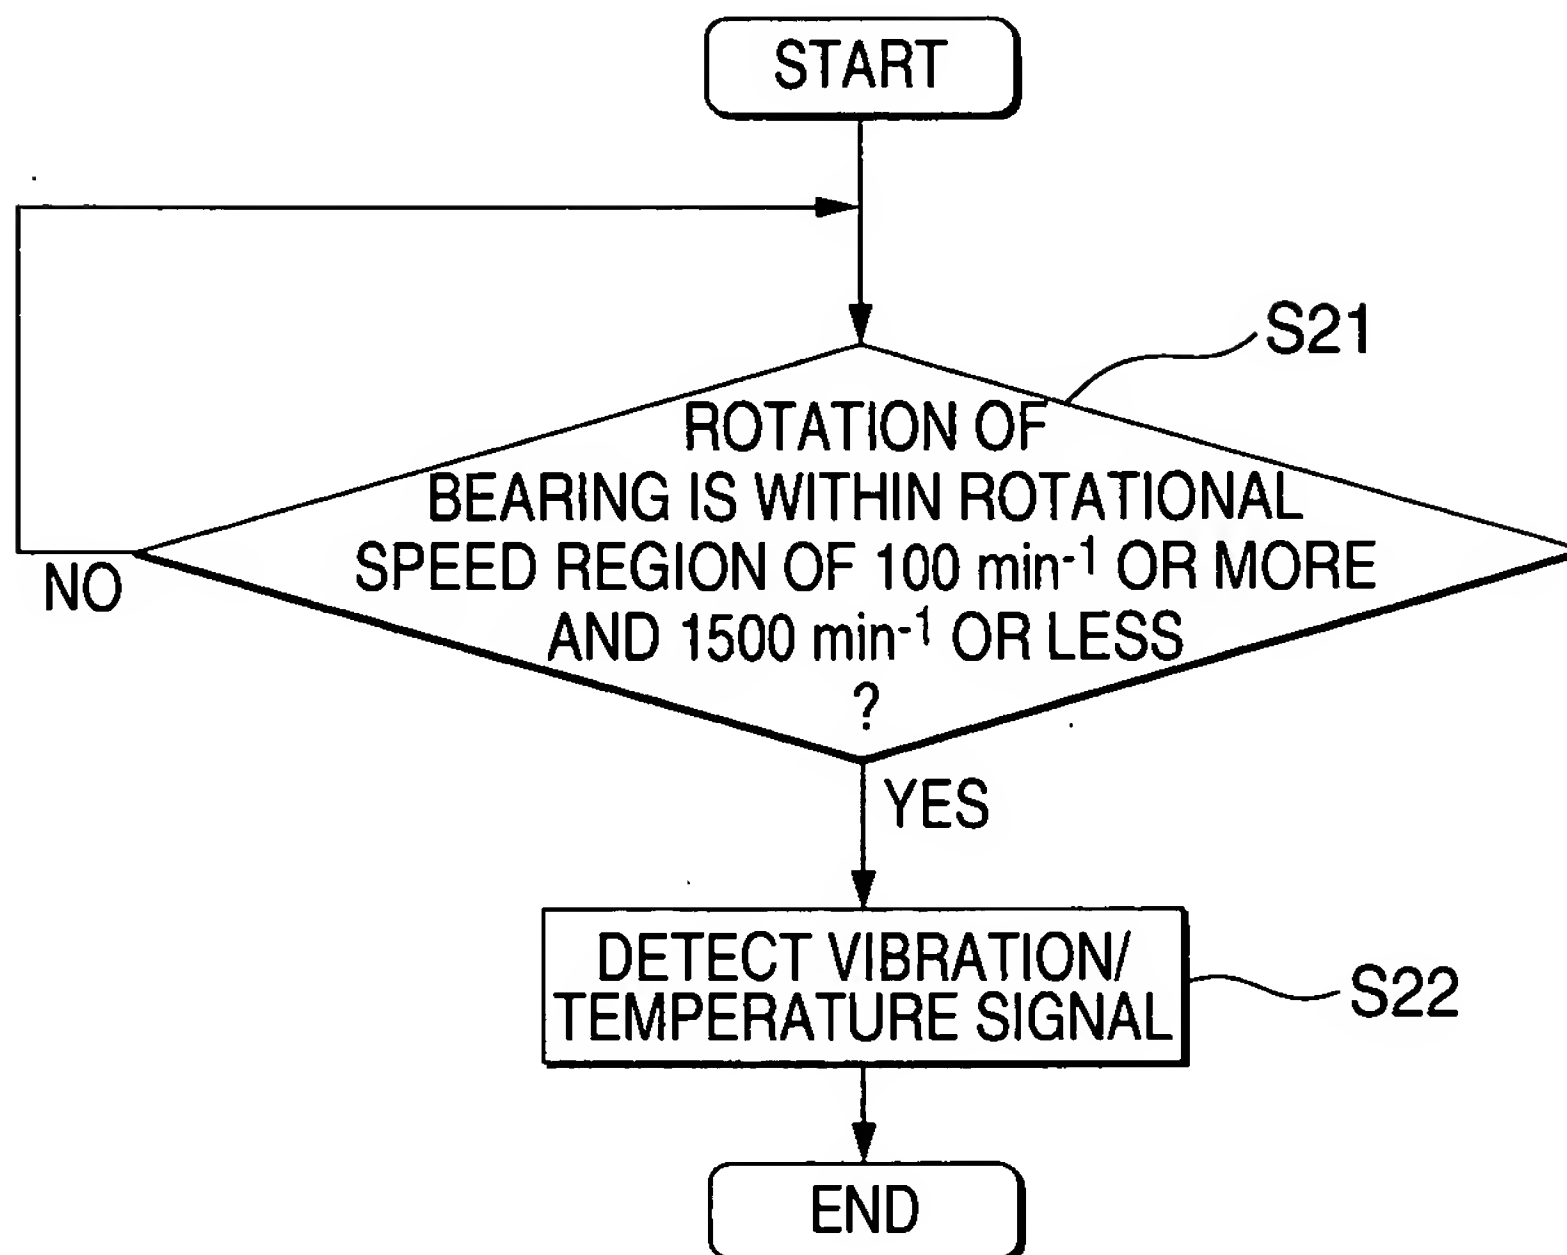 START
S21
ROTATION OF
BEARING IS WITHIN ROTATIONAL
SPEED REGION OF 100 min⁻¹ OR MORE
AND 1500 min⁻¹ OR LESS
?
NO
YES
DETECT VIBRATION/
TEMPERATURE SIGNAL
S22
END